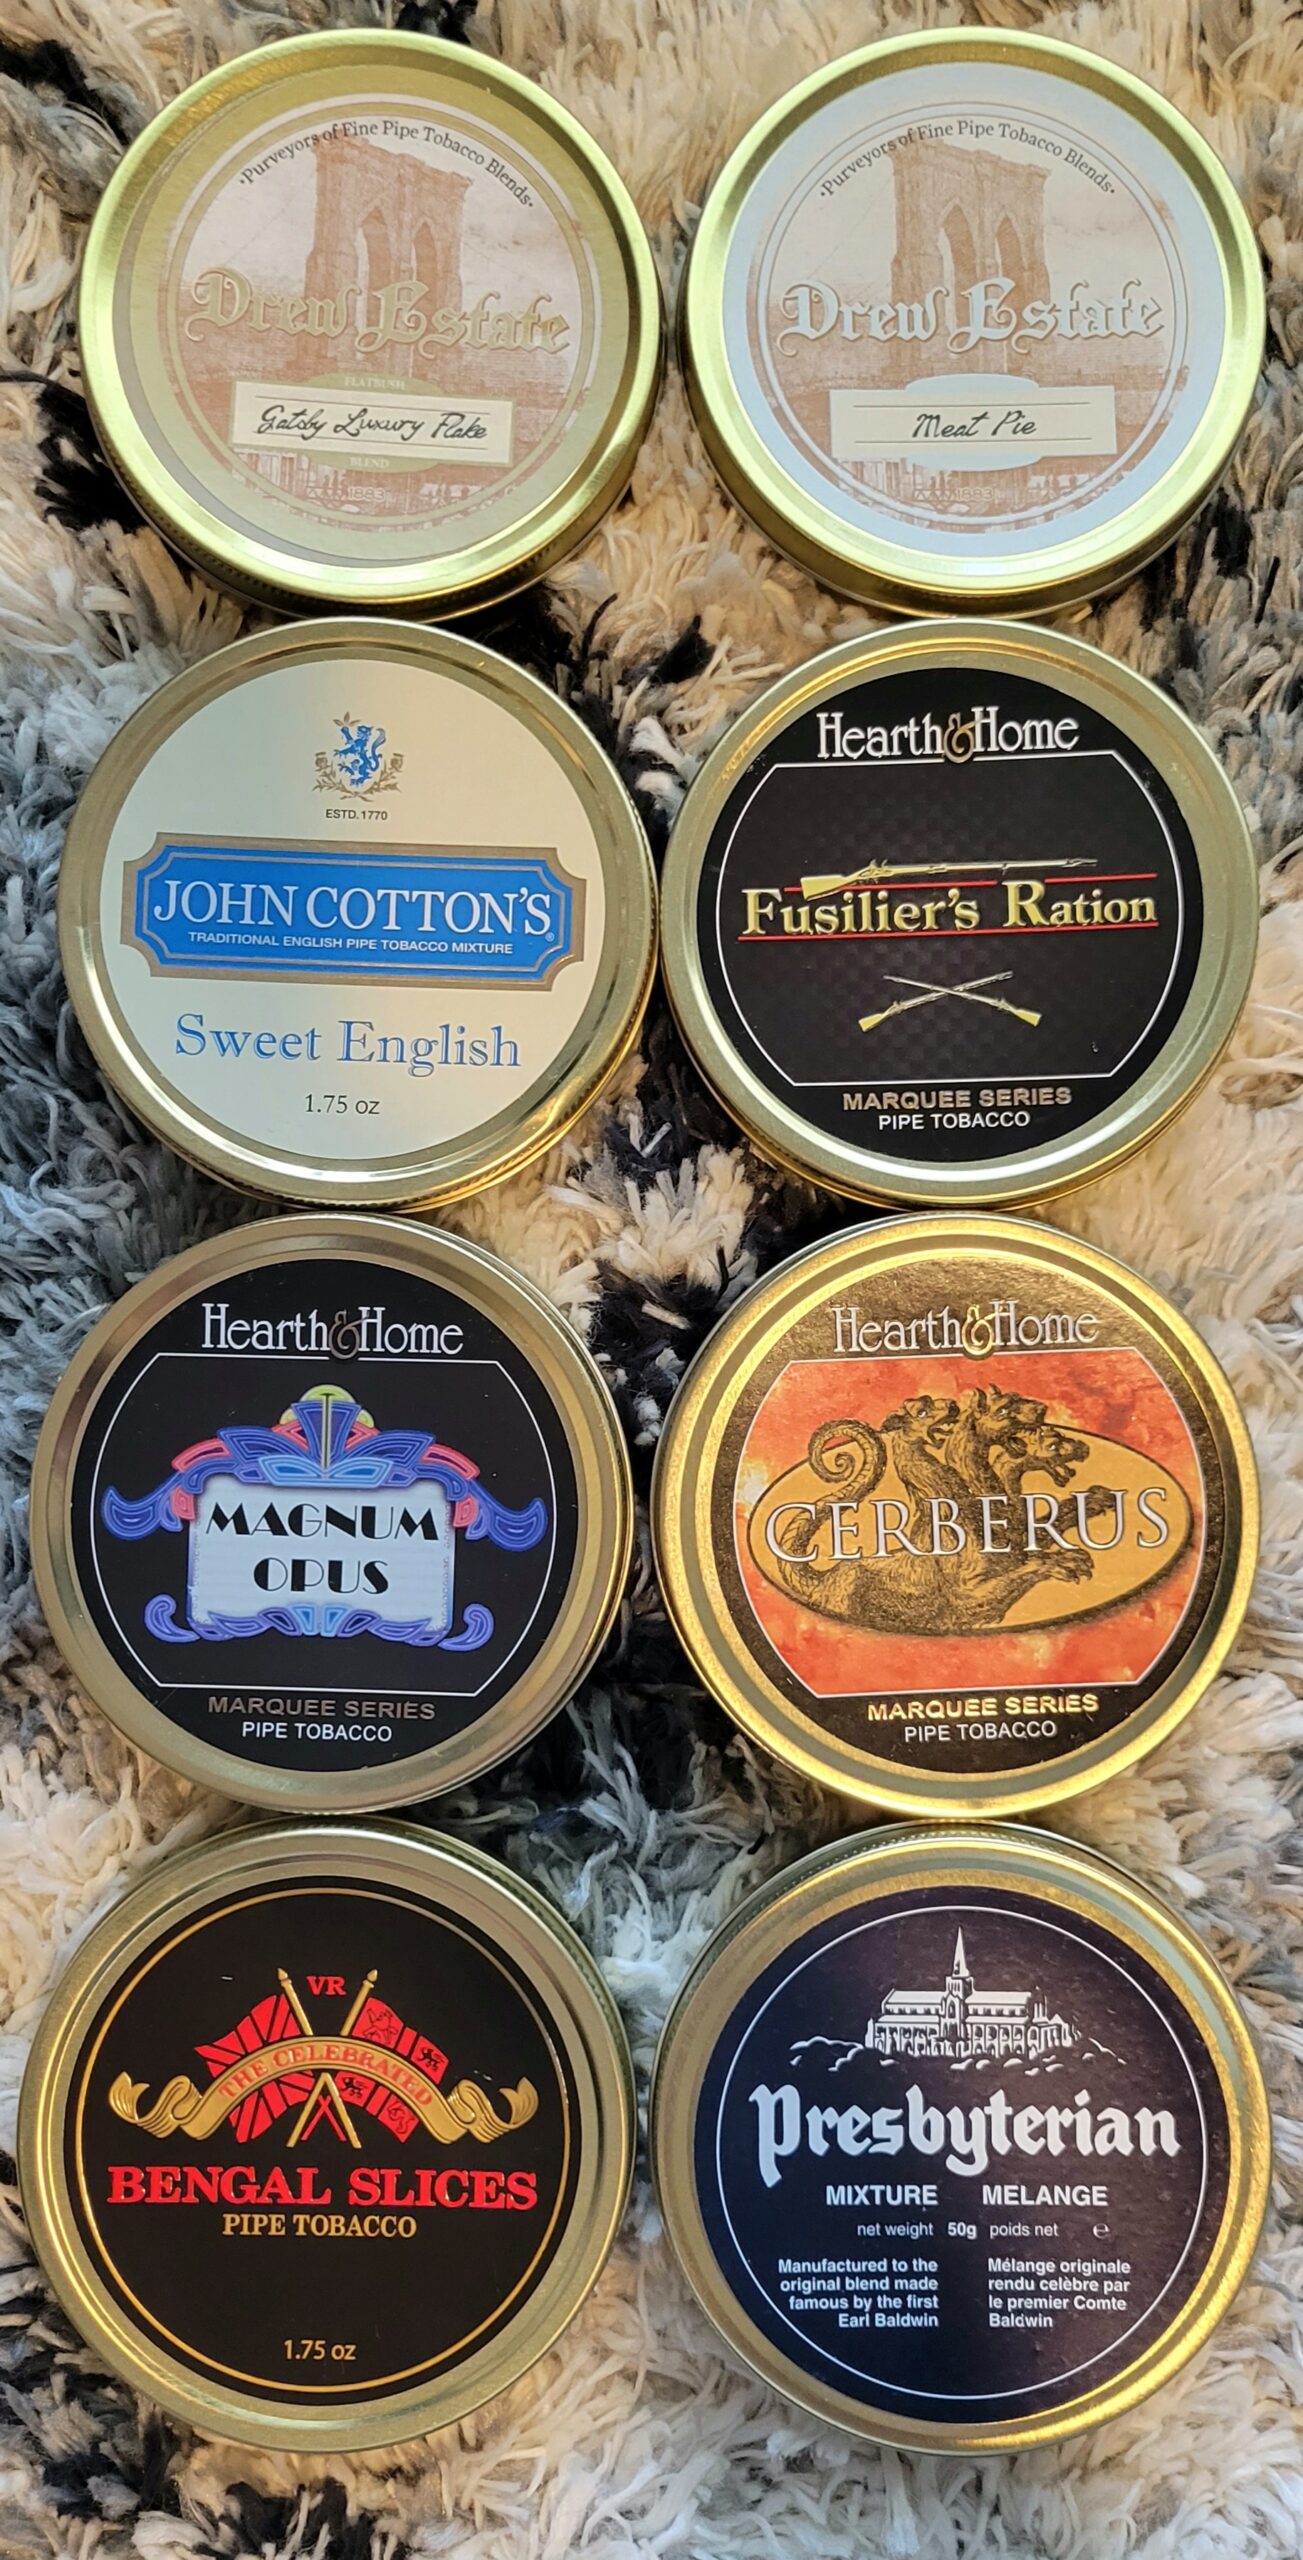 ·Purveyors of Fine Pipe Tobacco Blends·
Drew Estate
FLATBUSH
Gatsby Luxury Flake
BLEND
1883
·Purveyors of Fine Pipe Tobacco Blends·
Drew Estate
Meat Pie
1883
ESTD. 1770
JOHN COTTON'S®
TRADITIONAL ENGLISH PIPE TOBACCO MIXTURE
Sweet English
1.75 oz
Hearth & Home
Fusilier's Ration
MARQUEE SERIES
PIPE TOBACCO
Hearth & Home
MAGNUM
OPUS
MARQUEE SERIES
PIPE TOBACCO
Hearth & Home
CERBERUS
MARQUEE SERIES
PIPE TOBACCO
VR
THE CELEBRATED
BENGAL SLICES
PIPE TOBACCO
1.75 oz
Presbyterian
MIXTURE MELANGE
net weight 50g poids net ℮
Manufactured to the
original blend made
famous by the first
Earl Baldwin
Mélange originale
rendu celèbre par
le premier Comte
Baldwin